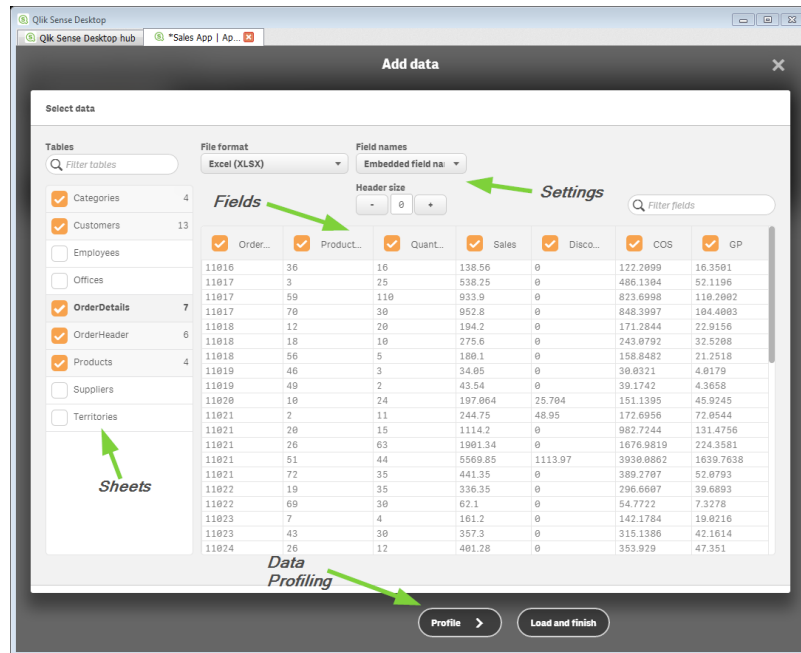 Qlik Sense Desktop
Qlik Sense Desktop hub *Sales App | Ap...
Add data
Select data
Tables File format Field names
Filter tables Excel (XLSX) Embedded field na
Header size
- 0 +
Settings
Fields
Filter fields
Categories 4
Customers 13
Employees
Offices
OrderDetails 7
OrderHeader 6
Products 4
Suppliers
Territories
Sheets
Order... Product... Quant... Sales Disco... COS GP
11016 36 16 138.56 0 122.2099 16.3501
11017 3 25 538.25 0 486.1304 52.1196
11017 59 110 933.9 0 823.6998 110.2002
11017 70 30 952.8 0 848.3997 104.4003
11018 12 20 194.2 0 171.2844 22.9156
11018 18 10 275.6 0 243.0792 32.5208
11018 56 5 180.1 0 158.8482 21.2518
11019 46 3 34.05 0 30.0321 4.0179
11019 49 2 43.54 0 39.1742 4.3658
11020 10 24 197.064 25.704 151.1395 45.9245
11021 2 11 244.75 48.95 172.6956 72.0544
11021 20 15 1114.2 0 982.7244 131.4756
11021 26 63 1901.34 0 1676.9819 224.3581
11021 51 44 5569.85 1113.97 3930.0862 1639.7638
11021 72 35 441.35 0 389.2707 52.0793
11022 19 35 336.35 0 296.6607 39.6893
11022 69 30 62.1 0 54.7722 7.3278
11023 7 4 161.2 0 142.1784 19.0216
11023 43 30 357.3 0 315.1386 42.1614
11024 26 12 401.28 0 353.929 47.351
Data
Profiling
Profile Load and finish